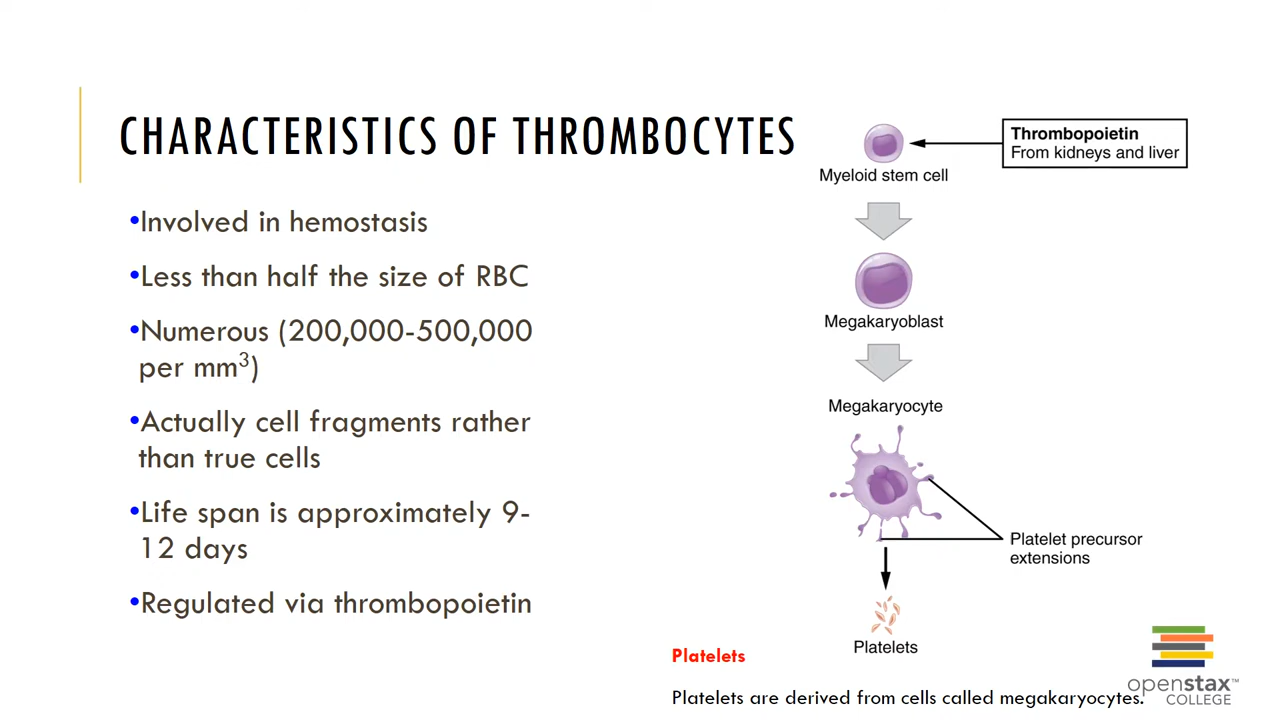 CHARACTERISTICS OF THROMBOCYTES
•Involved in hemostasis
•Less than half the size of RBC
•Numerous (200,000-500,000
per mm³)
•Actually cell fragments rather
than true cells
•Life span is approximately 9-
12 days
•Regulated via thrombopoietin
Thrombopoietin
From kidneys and liver
Myeloid stem cell
Megakaryoblast
Megakaryocyte
Platelet precursor
extensions
Platelets
Platelets
Platelets are derived from cells called megakaryocytes.
openstax™
COLLEGE